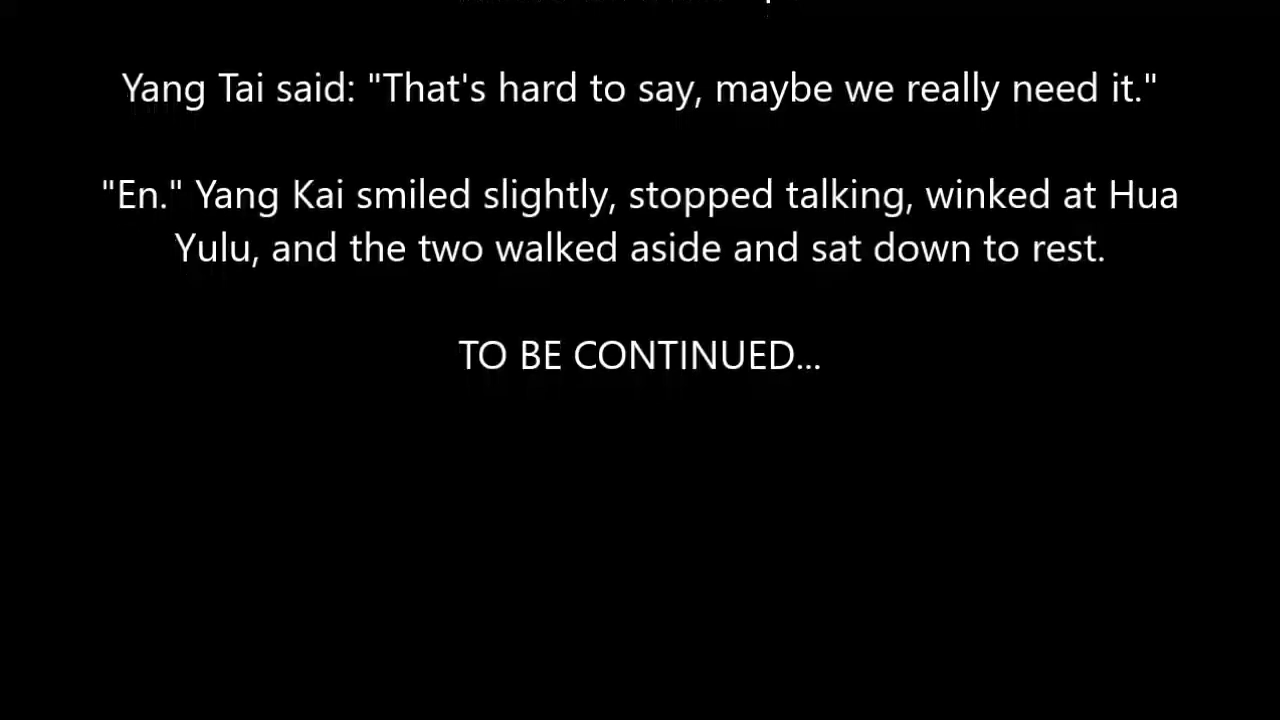 Yang Tai said: "That's hard to say, maybe we really need it."
"En." Yang Kai smiled slightly, stopped talking, winked at Hua
Yulu, and the two walked aside and sat down to rest.
TO BE CONTINUED...